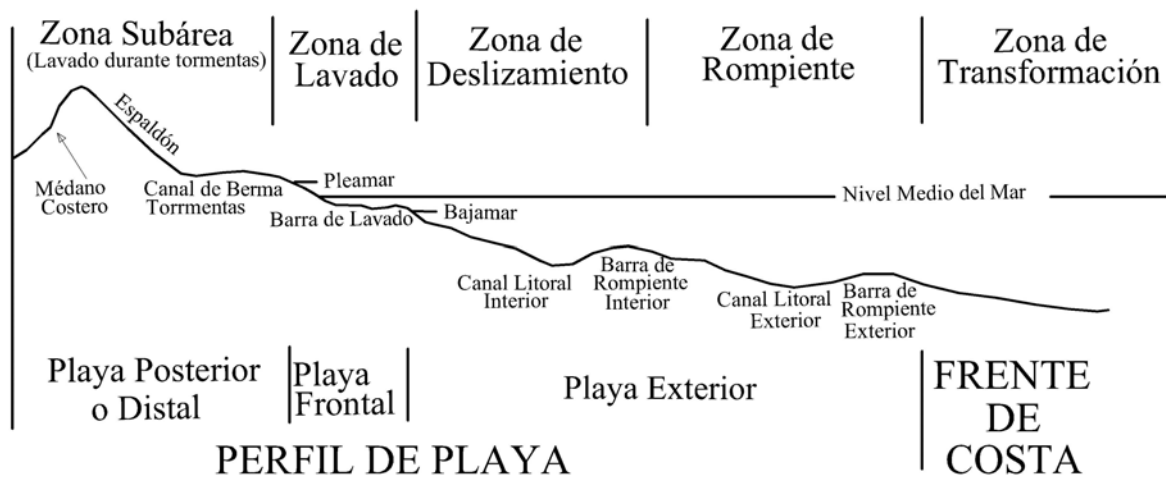 Zona Subárea
(Lavado durante tormentas)
Zona de
Lavado
Zona de
Deslizamiento
Zona de
Rompiente
Zona de
Transformación
Espaldón
Médano
Costero
Canal de Berma
Torrmentas
Pleamar
Nivel Medio del Mar
Barra de Lavado
Bajamar
Canal Litoral
Interior
Barra de
Rompiente
Interior
Canal Litoral
Exterior
Barra de
Rompiente
Exterior
Playa Posterior
o Distal
Playa
Frontal
Playa Exterior
FRENTE
DE
COSTA
PERFIL DE PLAYA